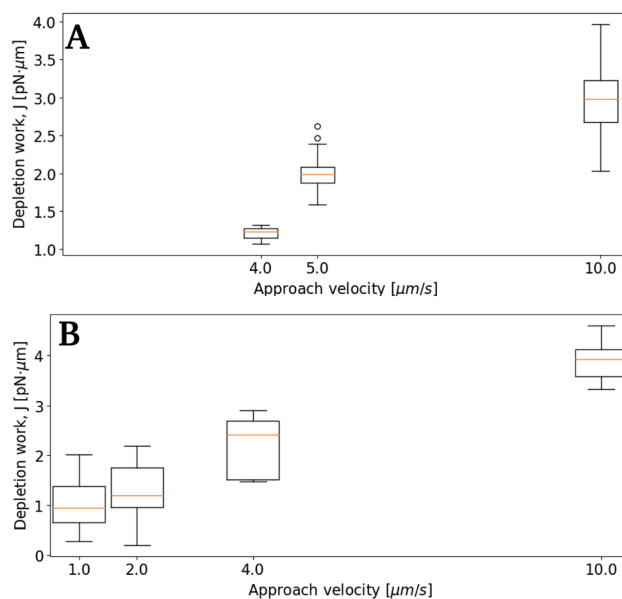 A
Depletion work, J [pN·μm]
4.0
3.5
3.0
2.5
2.0
1.5
1.0
4.0 5.0 10.0
Approach velocity [μm/s]
B
Depletion work, J [pN·μm]
4
3
2
1
0
1.0 2.0 4.0 10.0
Approach velocity [μm/s]